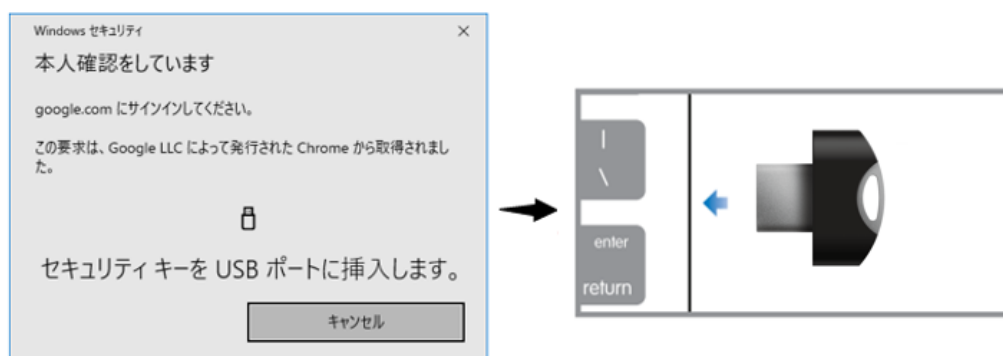 Windows セキュリティ
本人確認をしています
google.com にサインインしてください。
この要求は、Google LLC によって発行された Chrome から取得されまし
た。
セキュリティ キーを USB ポートに挿入します。
キャンセル
|
\
enter
return